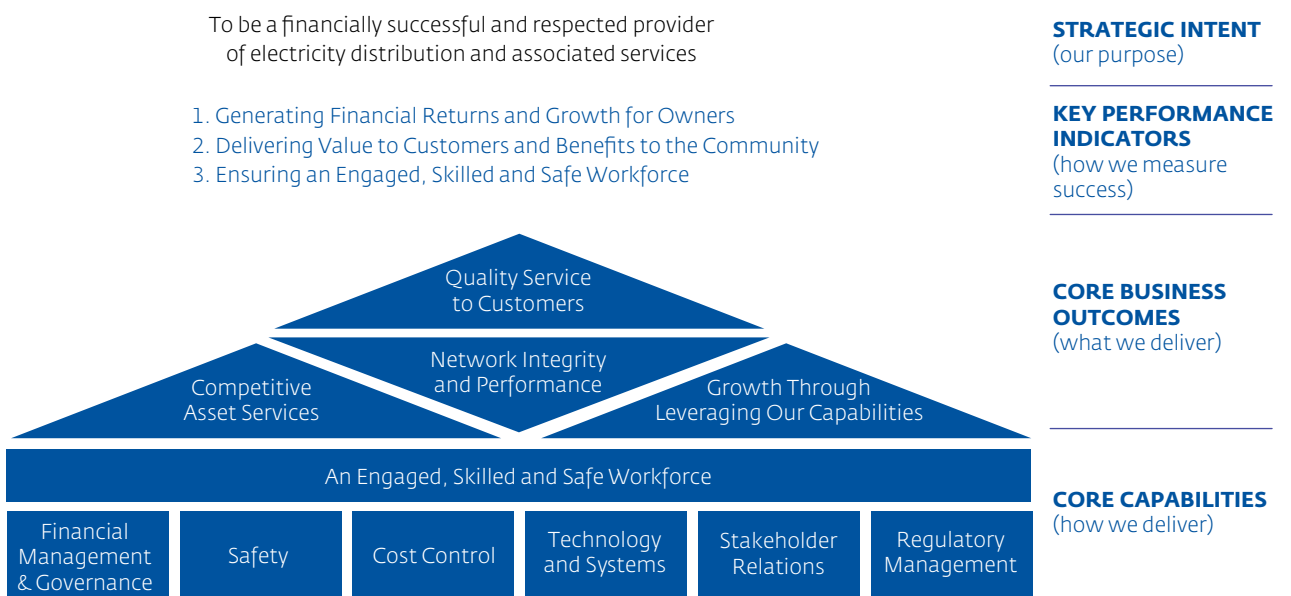 To be a financially successful and respected provider
of electricity distribution and associated services
STRATEGIC INTENT
(our purpose)
1. Generating Financial Returns and Growth for Owners
2. Delivering Value to Customers and Benefits to the Community
3. Ensuring an Engaged, Skilled and Safe Workforce
KEY PERFORMANCE
INDICATORS
(how we measure
success)
Quality Service
to Customers
Network Integrity
and Performance
Competitive
Asset Services
Growth Through
Leveraging Our Capabilities
CORE BUSINESS
OUTCOMES
(what we deliver)
An Engaged, Skilled and Safe Workforce
Financial
Management
& Governance
Safety
Cost Control
Technology
and Systems
Stakeholder
Relations
Regulatory
Management
CORE CAPABILITIES
(how we deliver)